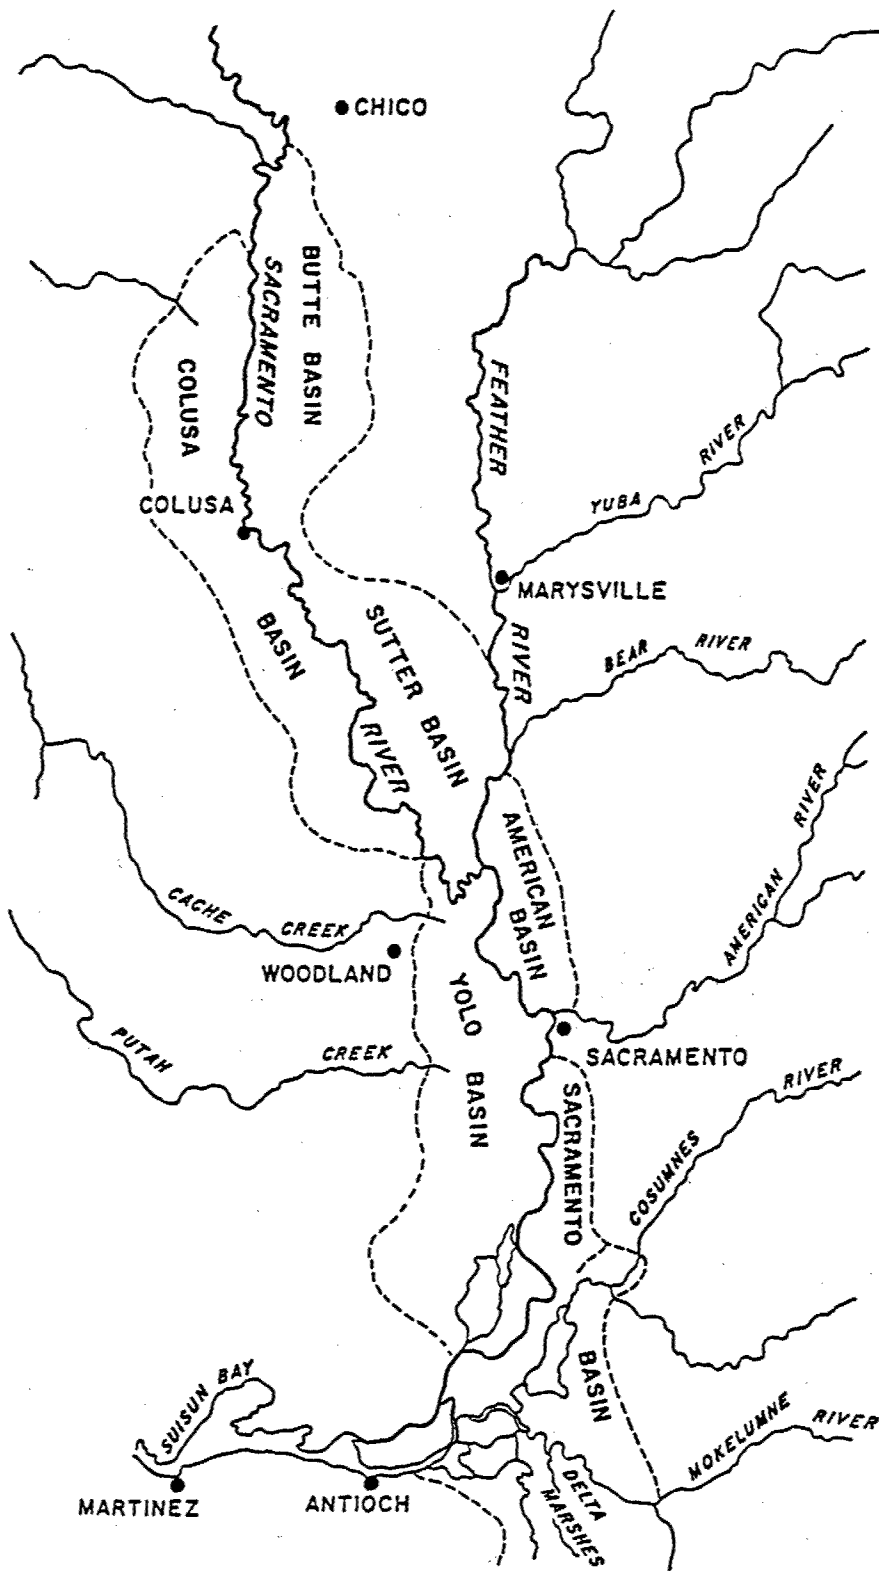 CHICO
BUTTE BASIN
SACRAMENTO
COLUSA
FEATHER
RIVER
YUBA
COLUSA
MARYSVILLE
SUTTER BASIN
BASIN
RIVER
BEAR
RIVER
RIVER
AMERICAN
BASIN
RIVER
AMERICAN
CACHE
CREEK
WOODLAND
YOLO
BASIN
PUTAH
CREEK
SACRAMENTO
SACRAMENTO
RIVER
COSUMNES
BASIN
SUISUN BAY
MOKELUMNE
RIVER
MARTINEZ
ANTIOCH
DELTA
MARSHES